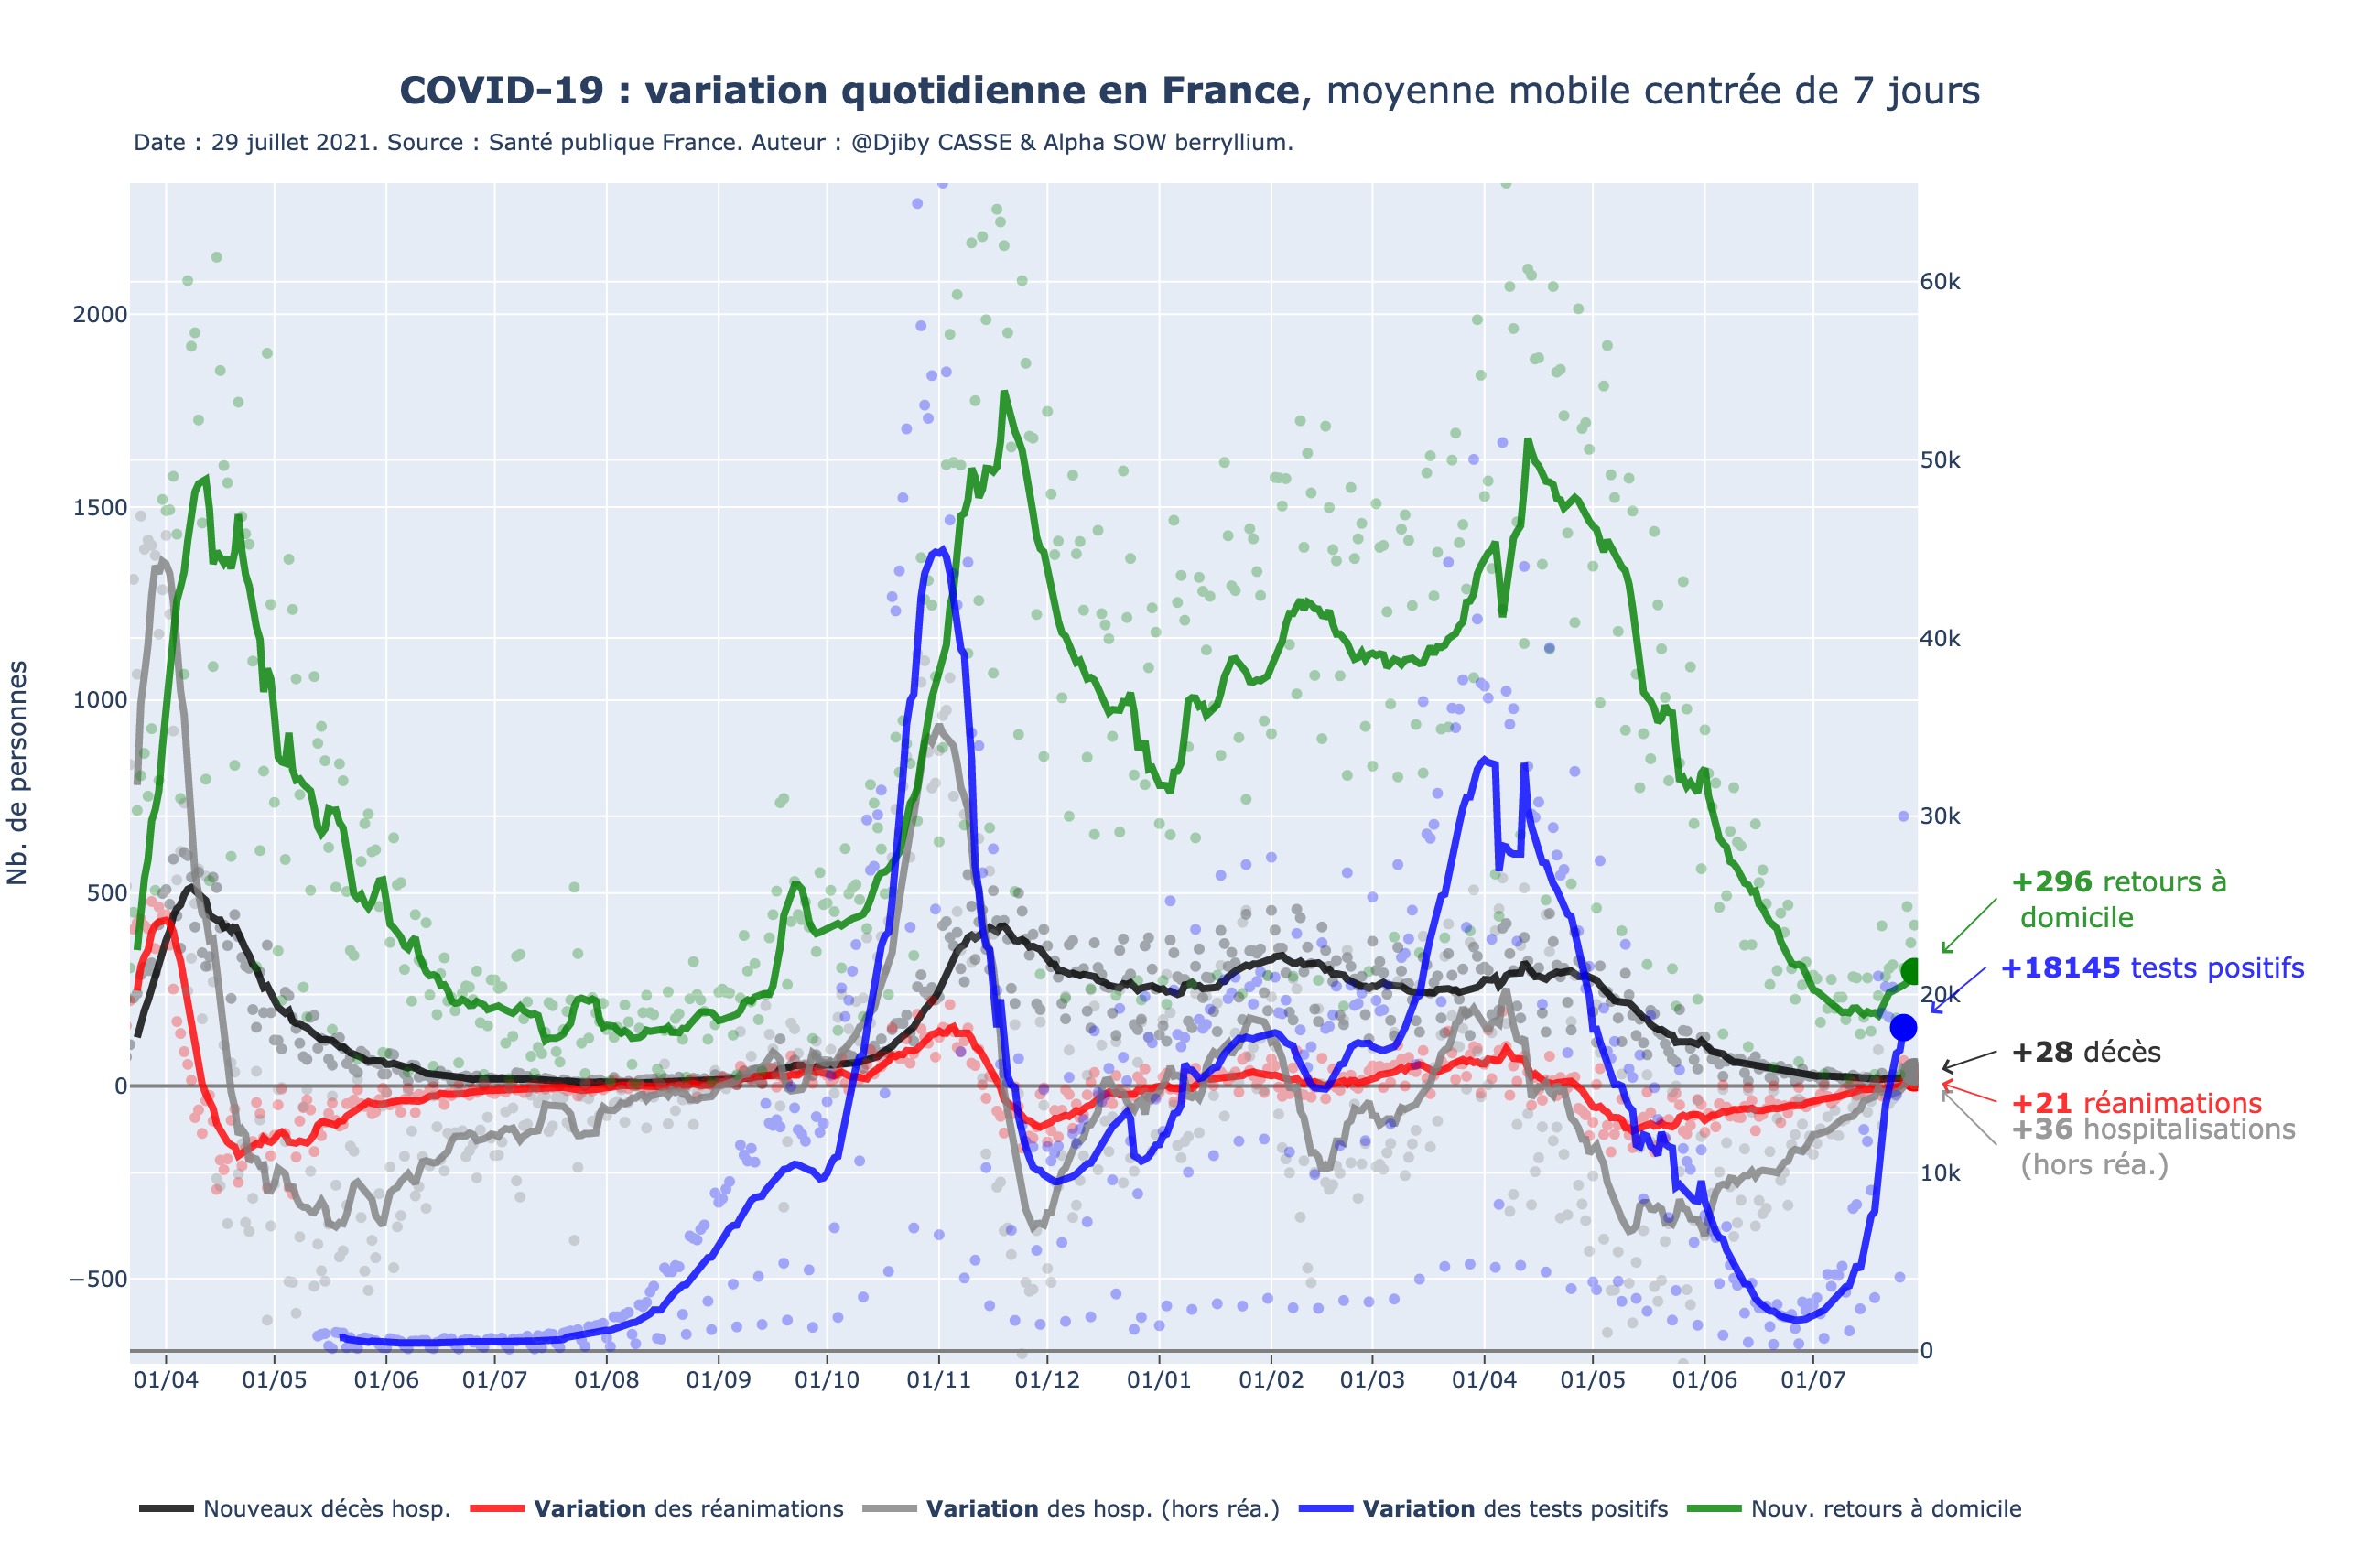 COVID-19 : variation quotidienne en France, moyenne mobile centrée de 7 jours
Date : 29 juillet 2021. Source : Santé publique France. Auteur : @Djiby CASSE & Alpha SOW berryllium.
Nb. de personnes
2000
1500
1000
500
0
−500
60k
50k
40k
30k
20k
10k
0
+296 retours à
domicile
+18145 tests positifs
+28 décès
+21 réanimations
+36 hospitalisations
(hors réa.)
01/04 01/05 01/06 01/07 01/08 01/09 01/10 01/11 01/12 01/01 01/02 01/03 01/04 01/05 01/06 01/07
Nouveaux décès hosp. Variation des réanimations Variation des hosp. (hors réa.) Variation des tests positifs Nouv. retours à domicile